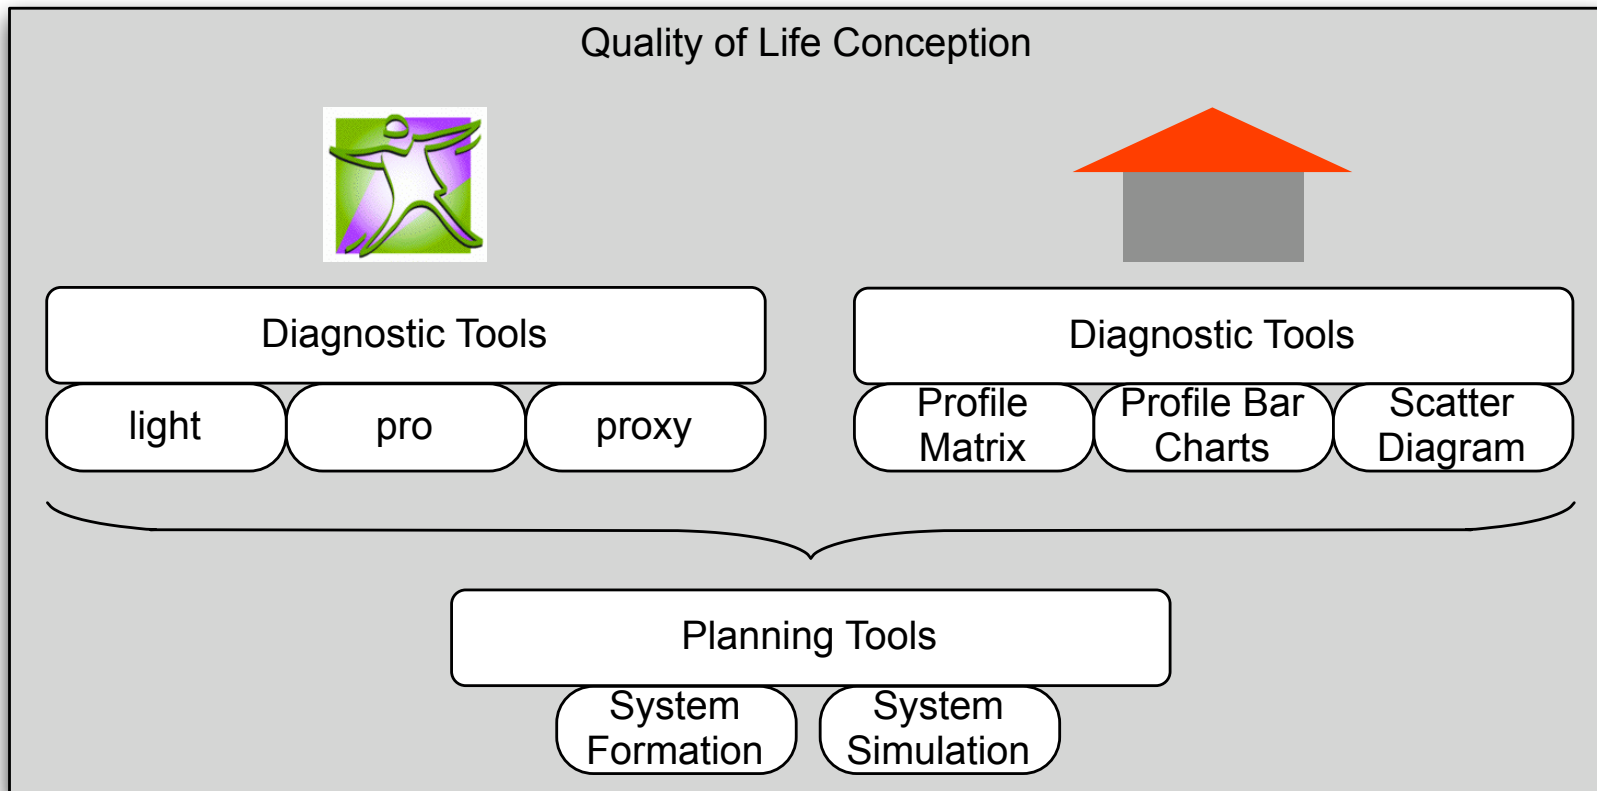 Quality of Life Conception
Diagnostic Tools
light
pro
proxy
Diagnostic Tools
Profile
Matrix
Profile Bar
Charts
Scatter
Diagram
Planning Tools
System
Formation
System
Simulation